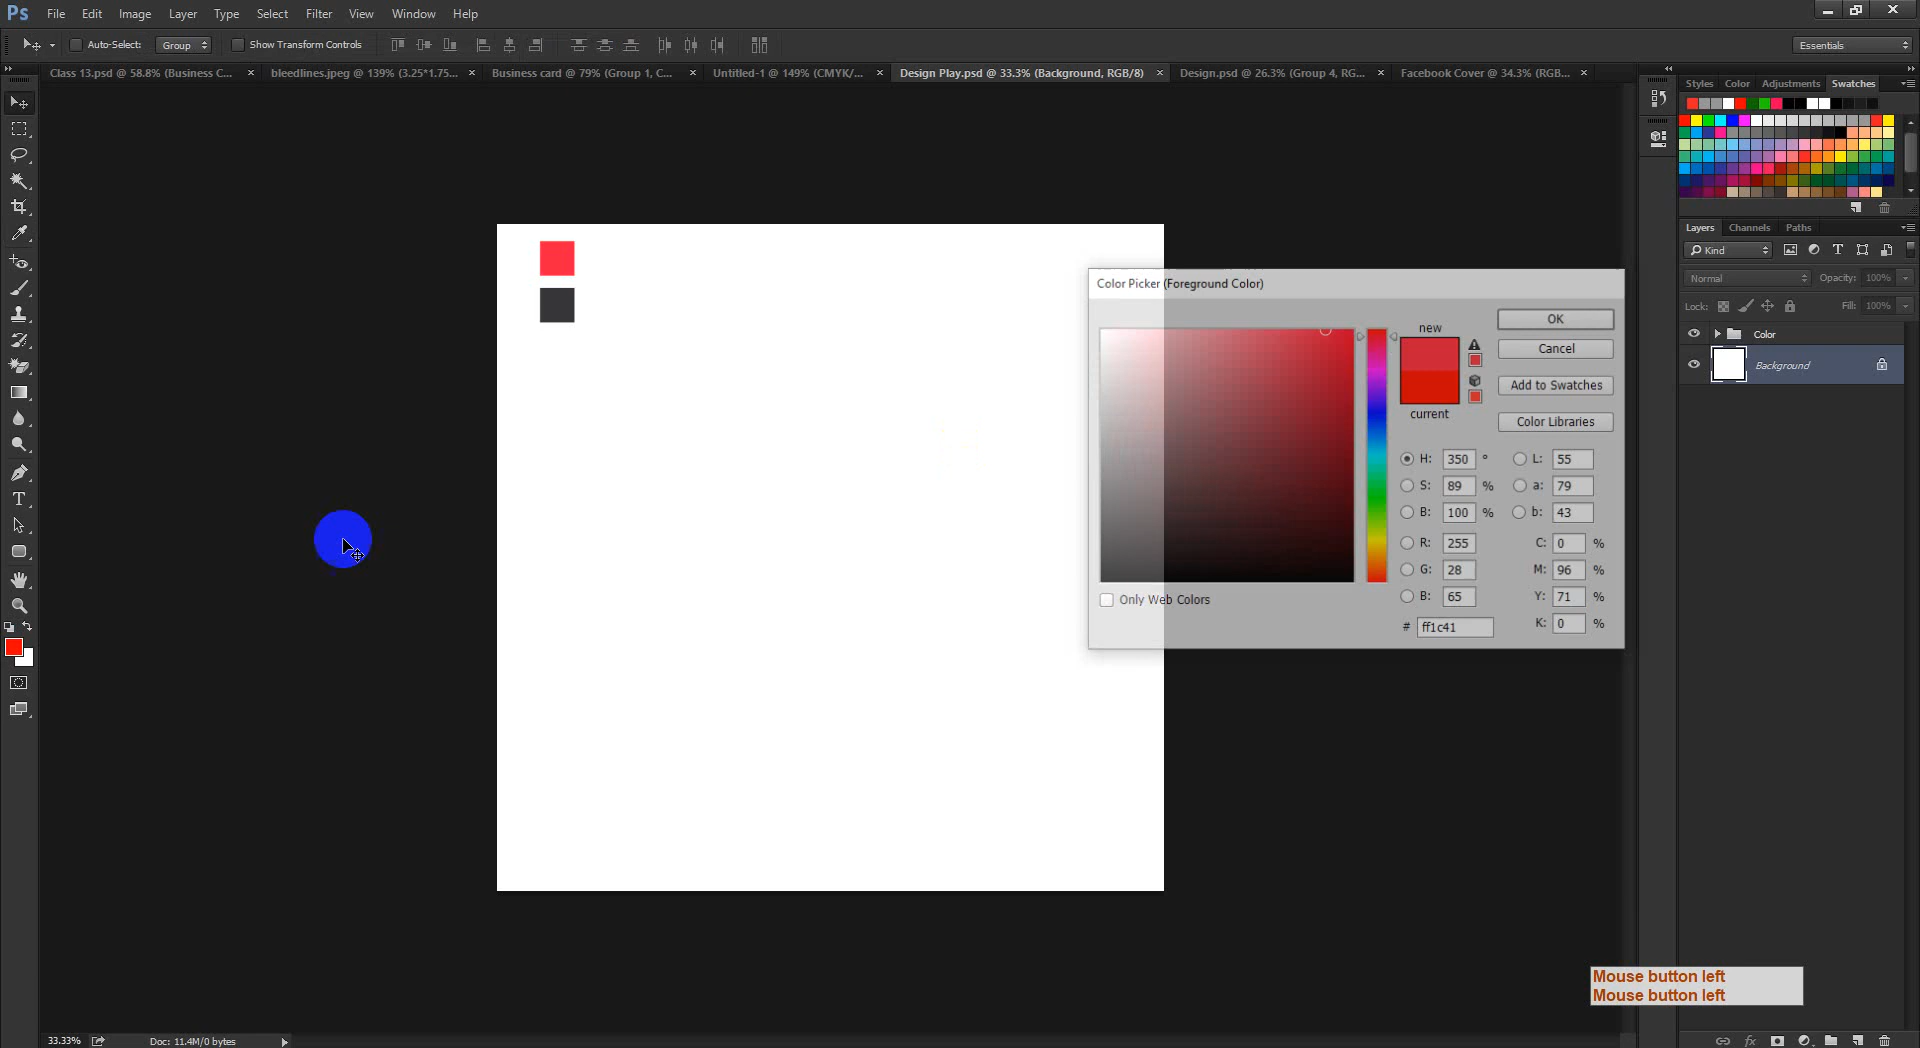 Ps File Edit Image Layer Type Select Filter View Window Help
Auto-Select: Group Show Transform Controls Essentials
Class 13.psd @ 58.8% (Business C... × bleedlines.jpeg @ 139% (3.25*1.75... × Business card @ 79% (Group 1, C... × Untitled-1 @ 149% (CMYK/... × Design Play.psd @ 33.3% (Background, RGB/8) × Design.psd @ 26.3% (Group 4, RG... × Facebook Cover @ 34.3% (RGB... ×
Styles Color Adjustments Swatches
Layers Channels Paths
Kind
Normal Opacity: 100%
Lock: Fill: 100%
Color
Background
Color Picker (Foreground Color)
new
current
OK
Cancel
Add to Swatches
Color Libraries
H: 350 ° L: 55
S: 89 % a: 79
B: 100 % b: 43
R: 255 C: 0 %
G: 28 M: 96 %
B: 65 Y: 71 %
# ff1c41 K: 0 %
Only Web Colors
Mouse button left
Mouse button left
33.33% Doc: 11.4M/0 bytes
fx